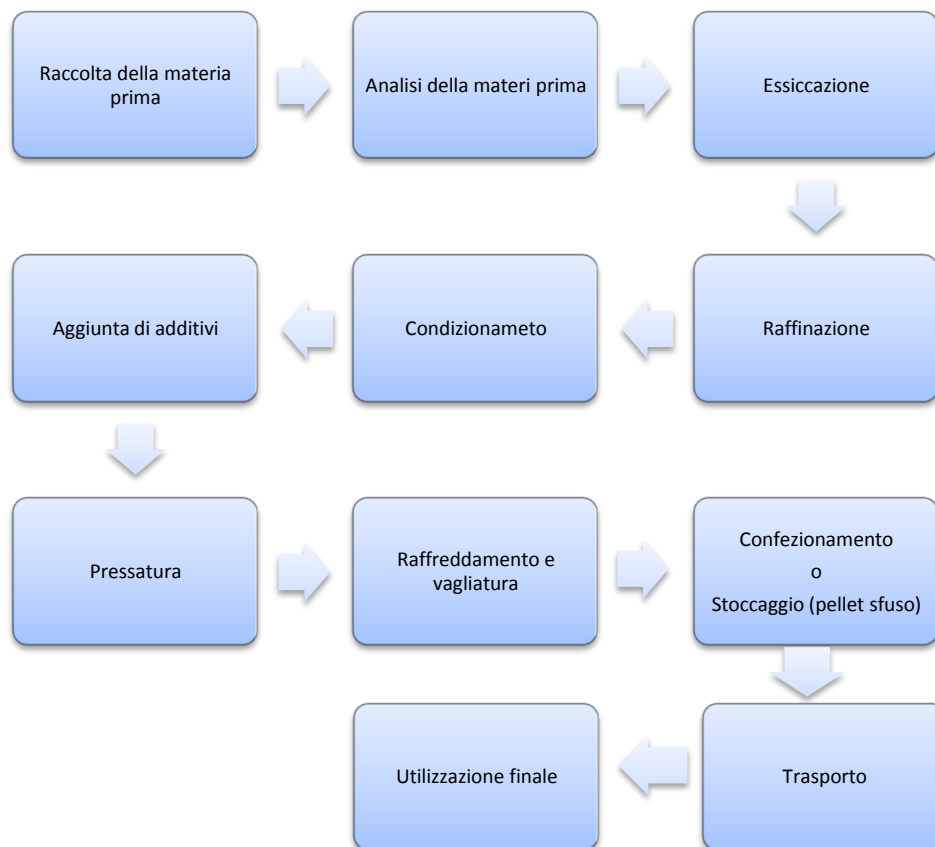 Raccolta della materia
prima
Analisi della materi prima
Essiccazione
Raffinazione
Condizionameto
Aggiunta di additivi
Pressatura
Raffreddamento e
vagliatura
Confezionamento
o
Stoccaggio (pellet sfuso)
Trasporto
Utilizzazione finale